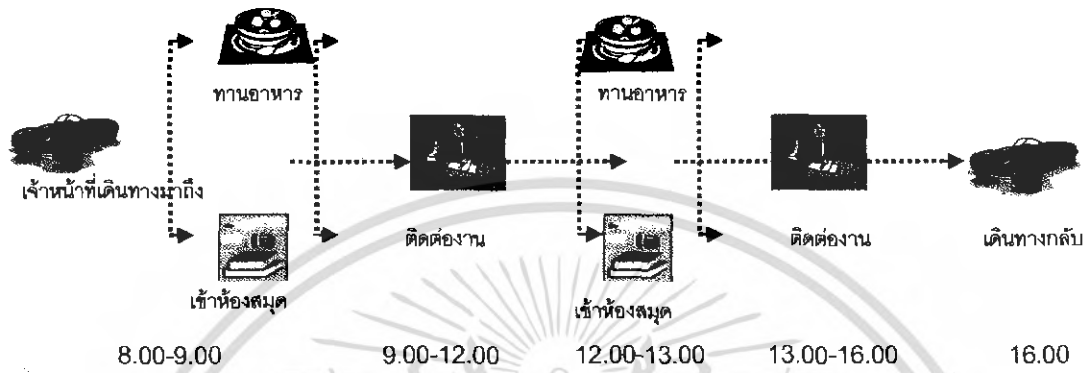 ทานอาหาร
ทานอาหาร
เจ้าหน้าที่เดินทางมาถึง
ติดต่องาน
ติดต่องาน
เดินทางกลับ
เข้าห้องสมุด
เข้าห้องสมุด
8.00-9.00
9.00-12.00
12.00-13.00
13.00-16.00
16.00